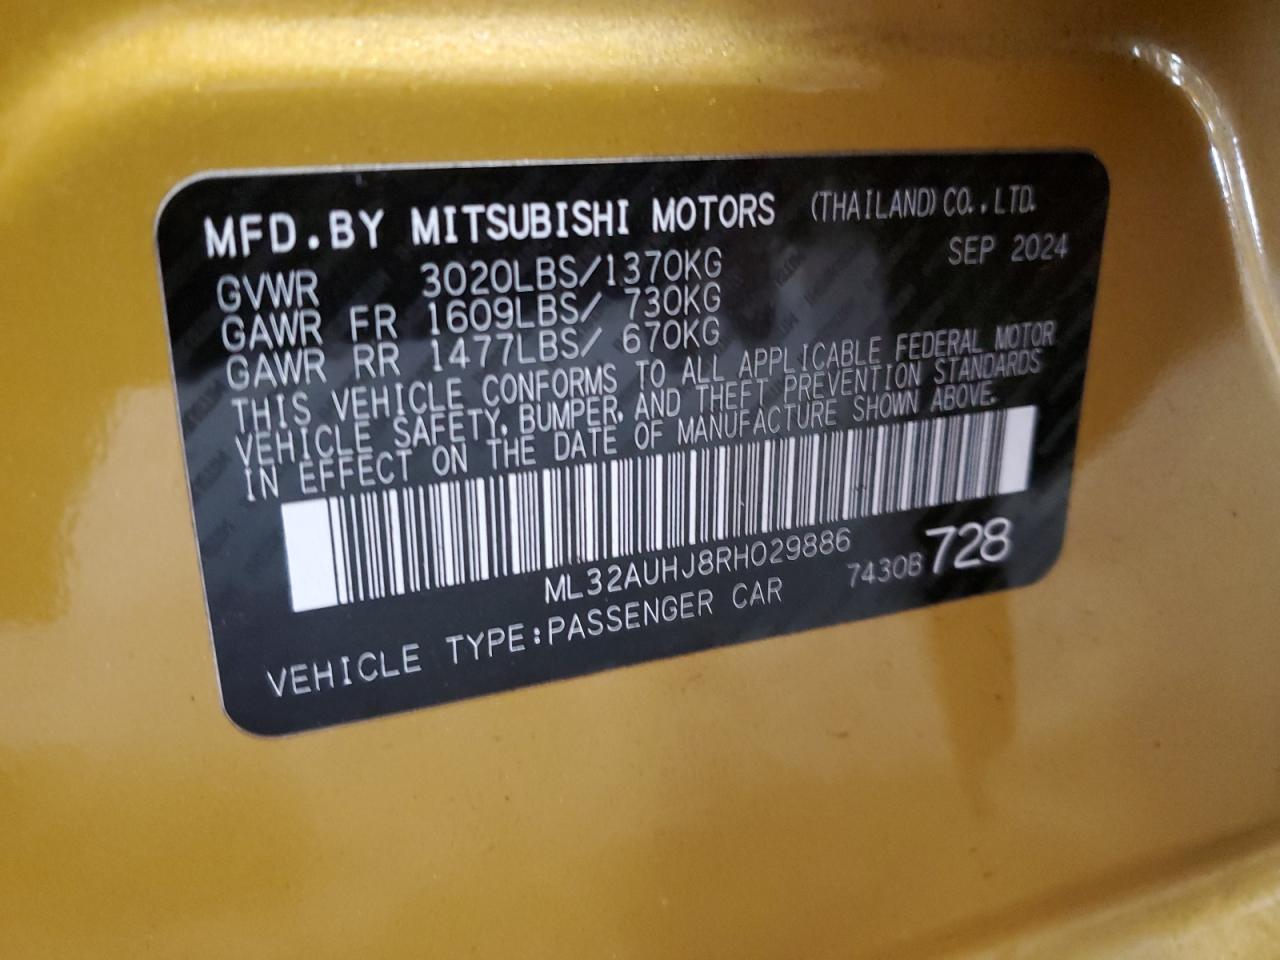 MFD.BY MITSUBISHI MOTORS (THAILAND) CO.,LTD.
SEP 2024
GVWR 3020LBS/1370KG
GAWR FR 1609LBS/ 730KG
GAWR RR 1477LBS/ 670KG
THIS VEHICLE CONFORMS TO ALL APPLICABLE FEDERAL MOTOR
VEHICLE SAFETY, BUMPER, AND THEFT PREVENTION STANDARDS
IN EFFECT ON THE DATE OF MANUFACTURE SHOWN ABOVE.
ML32AUHJ8RH029886
7430B 728
VEHICLE TYPE:PASSENGER CAR